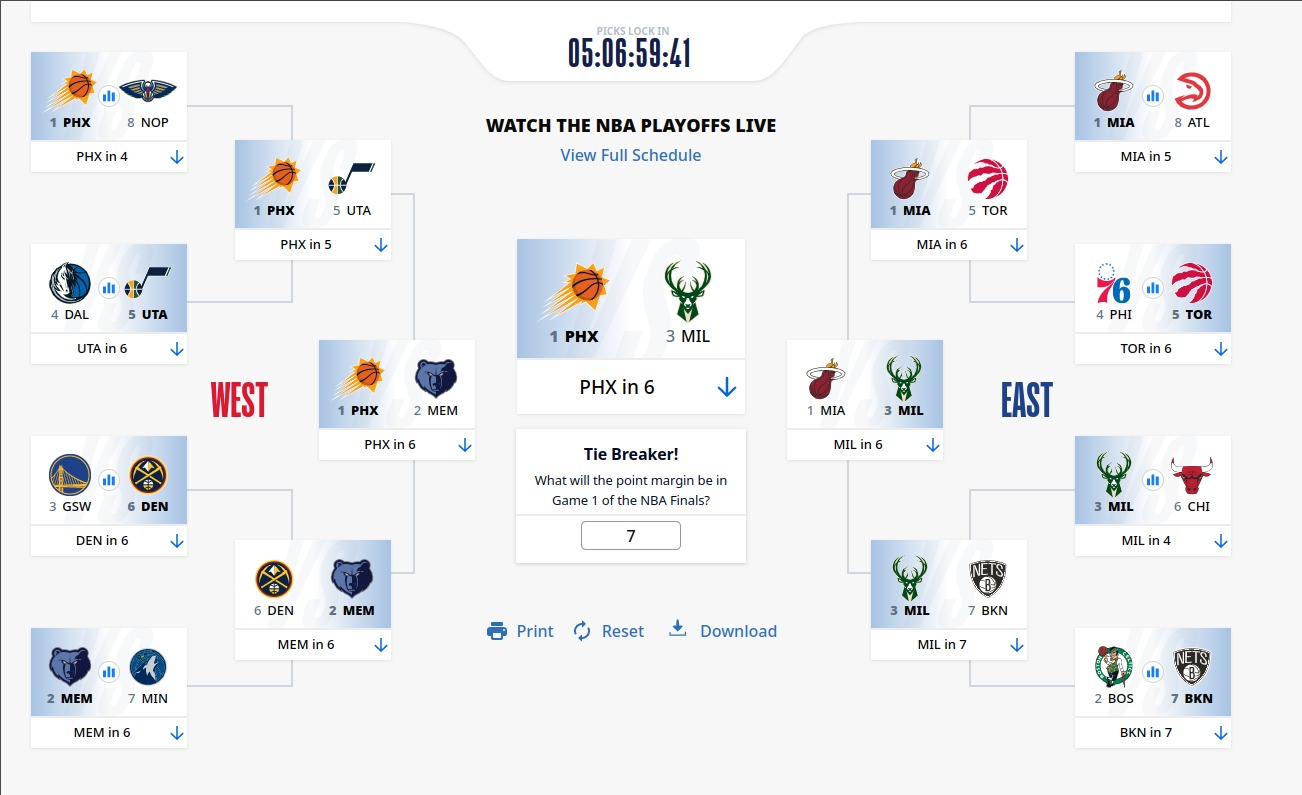 PICKS LOCK IN
05:06:59:41
WATCH THE NBA PLAYOFFS LIVE
View Full Schedule
1 PHX 8 NOP
PHX in 4
1 PHX 5 UTA
PHX in 5
4 DAL 5 UTA
UTA in 6
WEST
1 PHX 2 MEM
PHX in 6
3 GSW 6 DEN
DEN in 6
6 DEN 2 MEM
MEM in 6
2 MEM 7 MIN
MEM in 6
1 PHX 3 MIL
PHX in 6
Tie Breaker!
What will the point margin be in
Game 1 of the NBA Finals?
7
Print Reset Download
1 MIA 8 ATL
MIA in 5
1 MIA 5 TOR
MIA in 6
76
4 PHI 5 TOR
TOR in 6
EAST
1 MIA 3 MIL
MIL in 6
3 MIL 6 CHI
MIL in 4
NETS
B
3 MIL 7 BKN
MIL in 7
NETS
B
2 BOS 7 BKN
BKN in 7